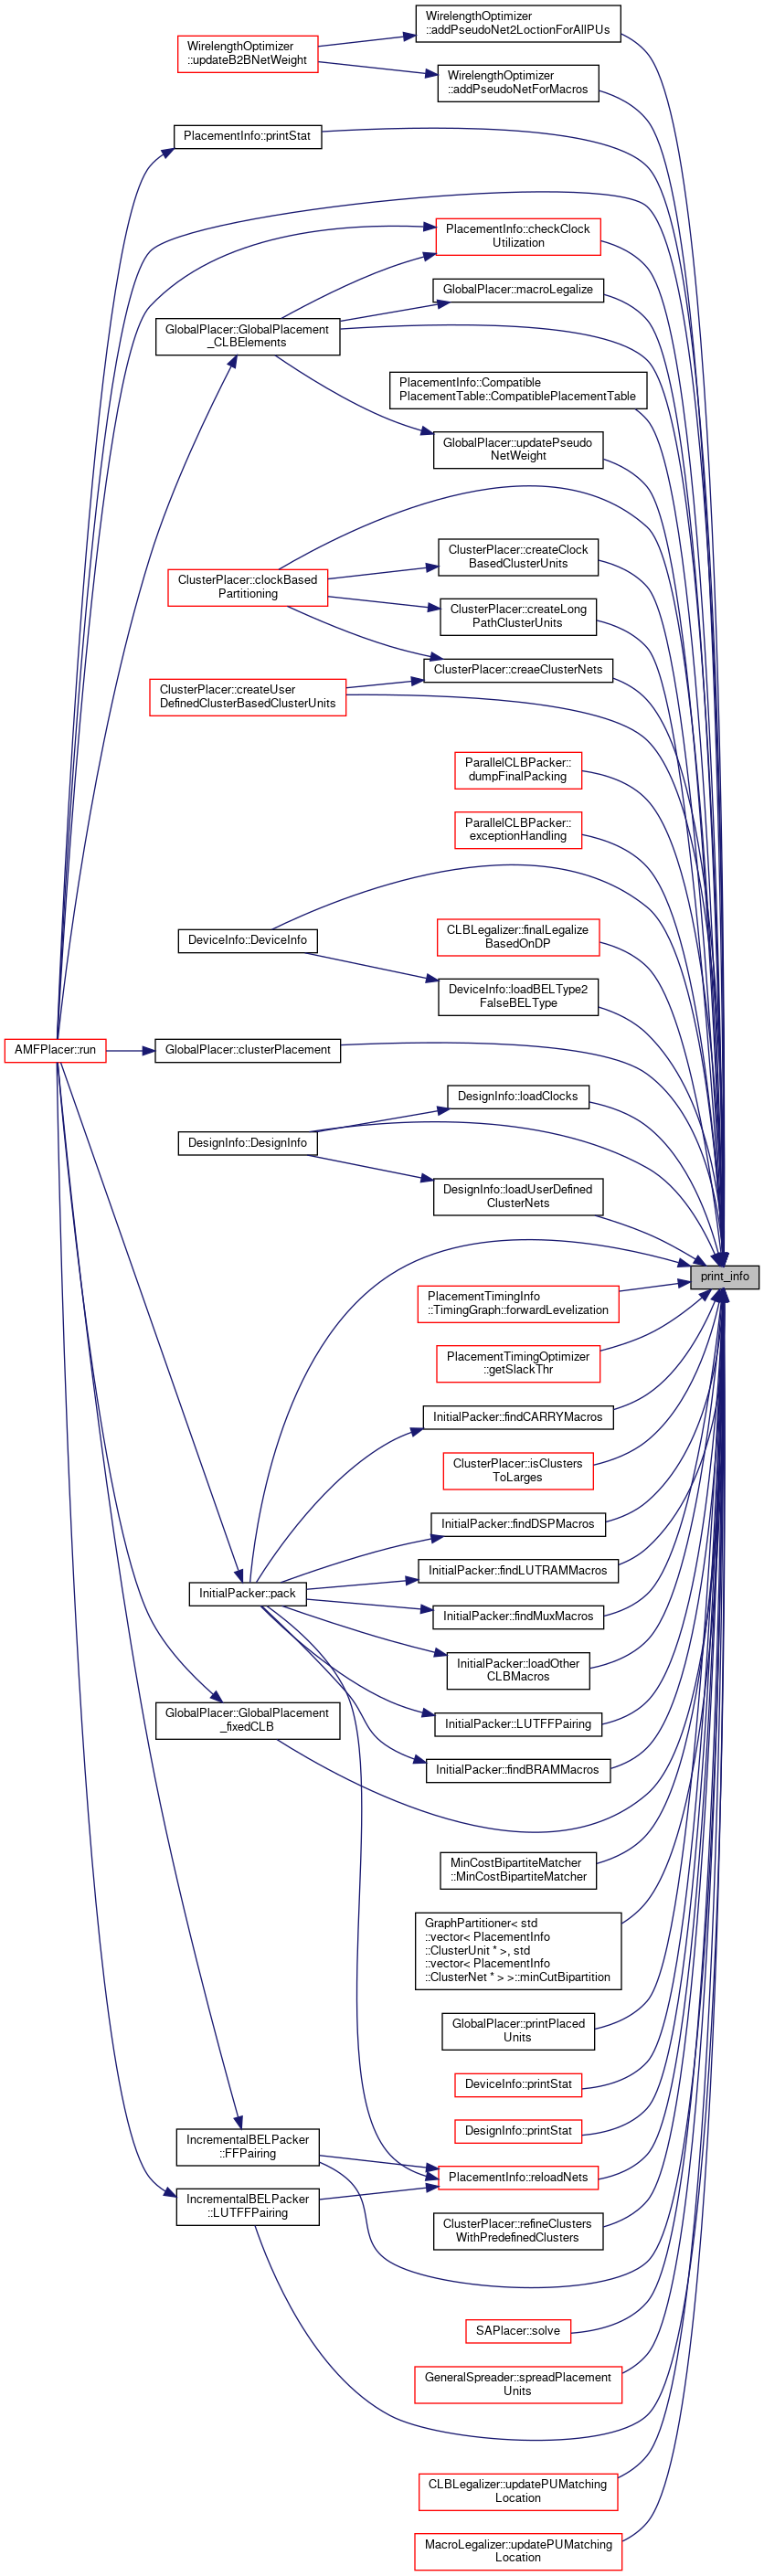 WirelengthOptimizer
::addPseudoNet2LoctionForAllPUs
WirelengthOptimizer
::updateB2BNetWeight
WirelengthOptimizer
::addPseudoNetForMacros
PlacementInfo::printStat
PlacementInfo::checkClock
Utilization
GlobalPlacer::macroLegalize
GlobalPlacer::GlobalPlacement
_CLBElements
PlacementInfo::Compatible
PlacementTable::CompatiblePlacementTable
GlobalPlacer::updatePseudo
NetWeight
ClusterPlacer::createClock
BasedClusterUnits
ClusterPlacer::clockBased
Partitioning
ClusterPlacer::createLong
PathClusterUnits
ClusterPlacer::creaeClusterNets
ClusterPlacer::createUser
DefinedClusterBasedClusterUnits
ParallelCLBPacker::
dumpFinalPacking
ParallelCLBPacker::
exceptionHandling
DeviceInfo::DeviceInfo
CLBLegalizer::finalLegalize
BasedOnDP
DeviceInfo::loadBELType2
FalseBELType
AMFPlacer::run
GlobalPlacer::clusterPlacement
DesignInfo::loadClocks
DesignInfo::DesignInfo
DesignInfo::loadUserDefined
ClusterNets
print_info
PlacementTimingInfo
::TimingGraph::forwardLevelization
PlacementTimingOptimizer
::getSlackThr
InitialPacker::findCARRYMacros
ClusterPlacer::isClusters
ToLarges
InitialPacker::findDSPMacros
InitialPacker::findLUTRAMMacros
InitialPacker::pack
InitialPacker::findMuxMacros
InitialPacker::loadOther
CLBMacros
GlobalPlacer::GlobalPlacement
_fixedCLB
InitialPacker::LUTFFPairing
InitialPacker::findBRAMMacros
MinCostBipartiteMatcher
::MinCostBipartiteMatcher
GraphPartitioner< std
::vector< PlacementInfo
::ClusterUnit * >, std
::vector< PlacementInfo
::ClusterNet * > >::minCutBipartition
GlobalPlacer::printPlaced
Units
DeviceInfo::printStat
DesignInfo::printStat
IncrementalBELPacker
::FFPairing
PlacementInfo::reloadNets
IncrementalBELPacker
::LUTFFPairing
ClusterPlacer::refineClusters
WithPredefinedClusters
SAPlacer::solve
GeneralSpreader::spreadPlacement
Units
CLBLegalizer::updatePUMatching
Location
MacroLegalizer::updatePUMatching
Location